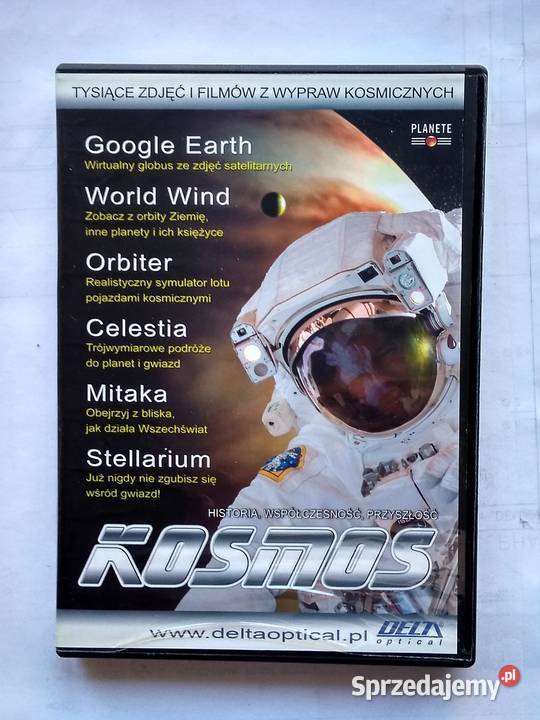 TYSIĄCE ZDJĘĆ I FILMÓW Z WYPRAW KOSMICZNYCH
PLANETE
Google Earth
Wirtualny globus ze zdjęć satelitarnych
World Wind
Zobacz z orbity Ziemię,
inne planety i ich księżyce
Orbiter
Realistyczny symulator lotu
pojazdami kosmicznymi
Celestia
Trójwymiarowe podróże
do planet i gwiazd
Mitaka
Obejrzyj z bliska,
jak działa Wszechświat
Stellarium
Już nigdy nie zgubisz się
wśród gwiazd!
HISTORIA, WSPÓŁCZESNOŚĆ, PRZYSZŁOŚĆ
KOSMOS
www.deltaoptical.pl
DELTA
optical
Sprzedajemy.pl